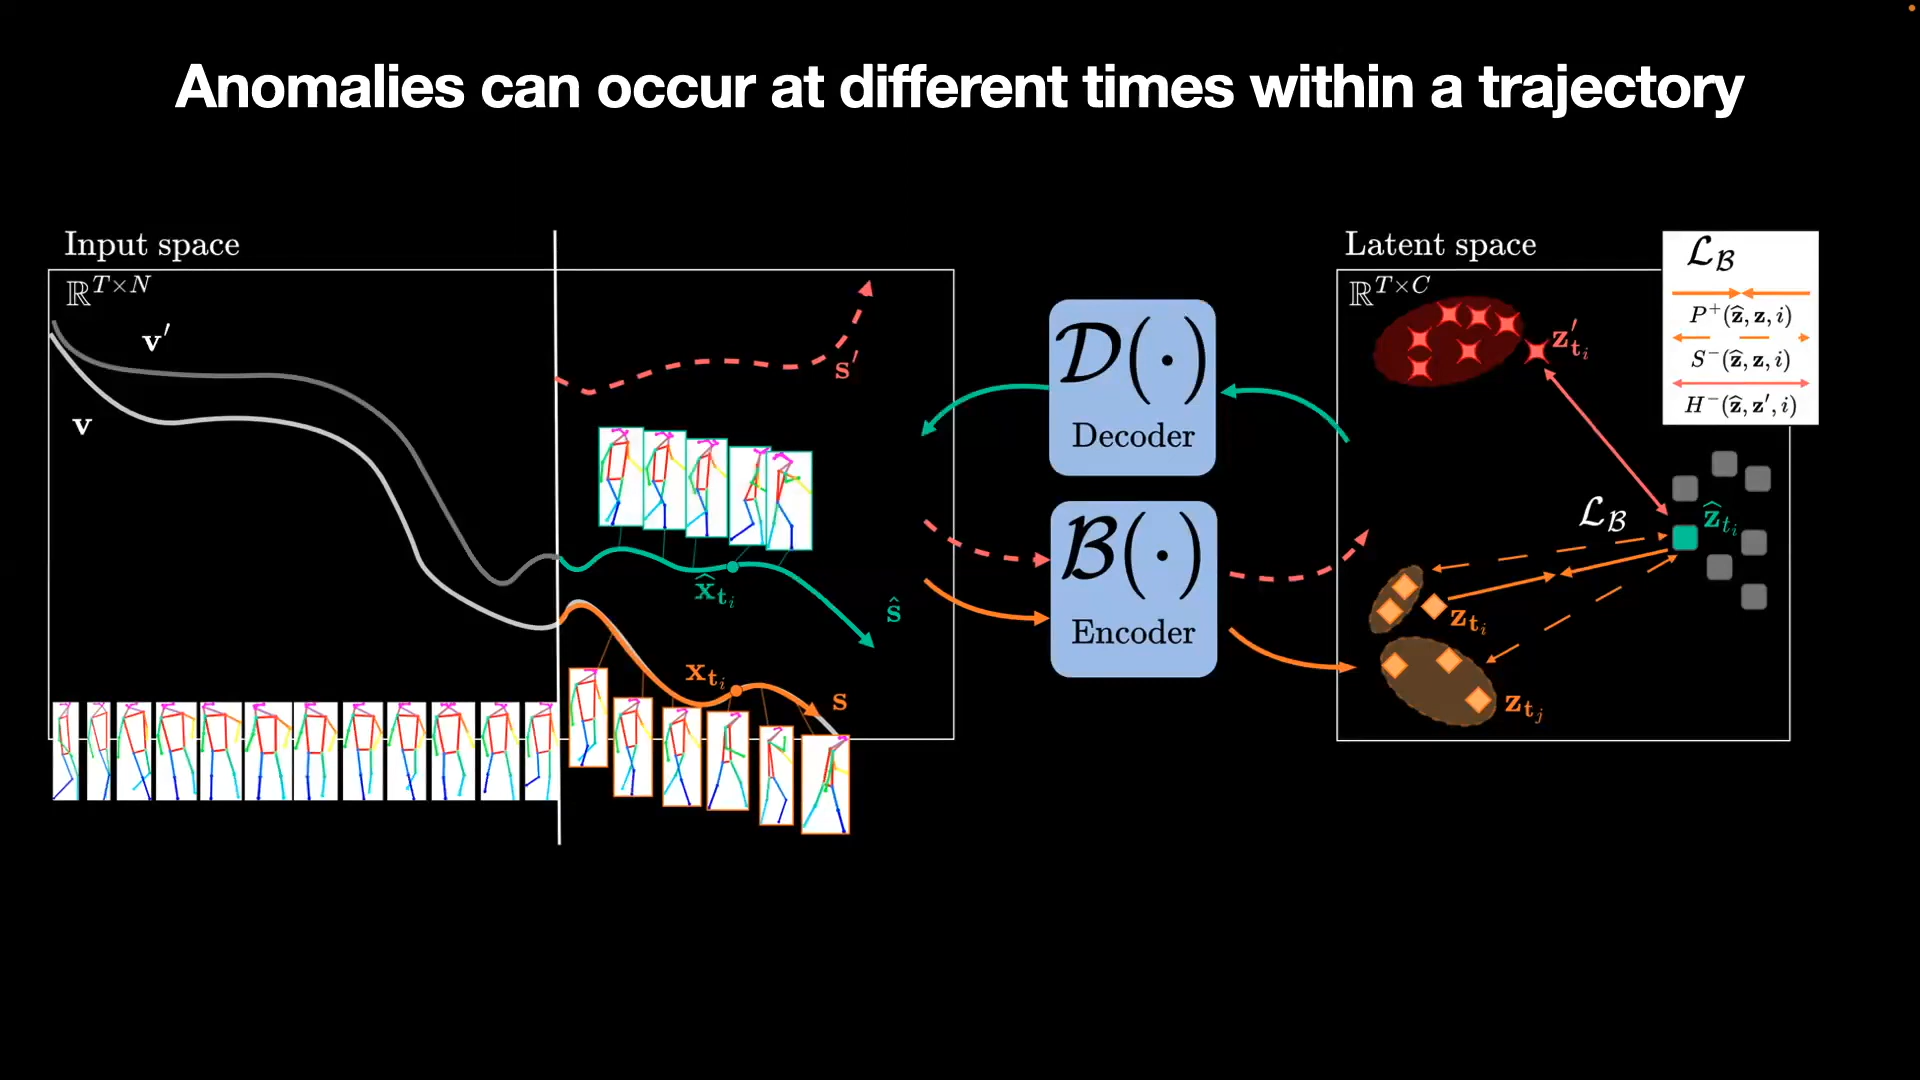 Anomalies can occur at different times within a trajectory
Input space
ℝ^{T×N}
v′
v
s′
x̂_{t_i}
ŝ
x_{t_i}
s
𝒟(·)
Decoder
ℬ(·)
Encoder
Latent space
ℝ^{T×C}
z′_{t_i}
ℒ_ℬ
ẑ_{t_i}
z_{t_i}
z_{t_j}
ℒ_ℬ
P⁺(ẑ, z, i)
S⁻(ẑ, z, i)
H⁻(ẑ, z′, i)